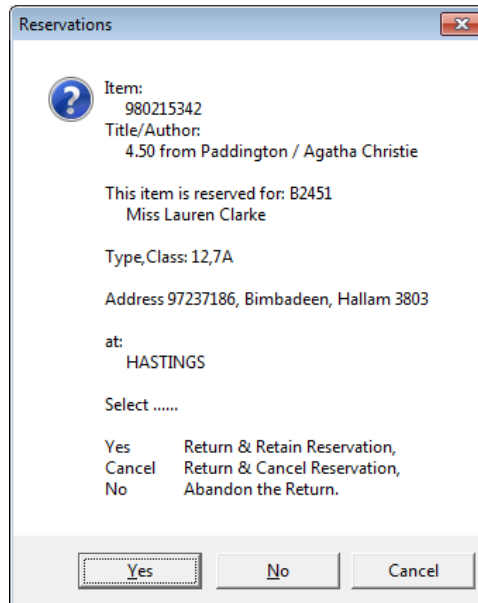 Reservations
Item:
980215342
Title/Author:
4.50 from Paddington / Agatha Christie
This item is reserved for: B2451
Miss Lauren Clarke
Type,Class: 12,7A
Address 97237186, Bimbadeen, Hallam 3803
at:
HASTINGS
Select ......
Yes Return & Retain Reservation,
Cancel Return & Cancel Reservation,
No Abandon the Return.
Yes No Cancel